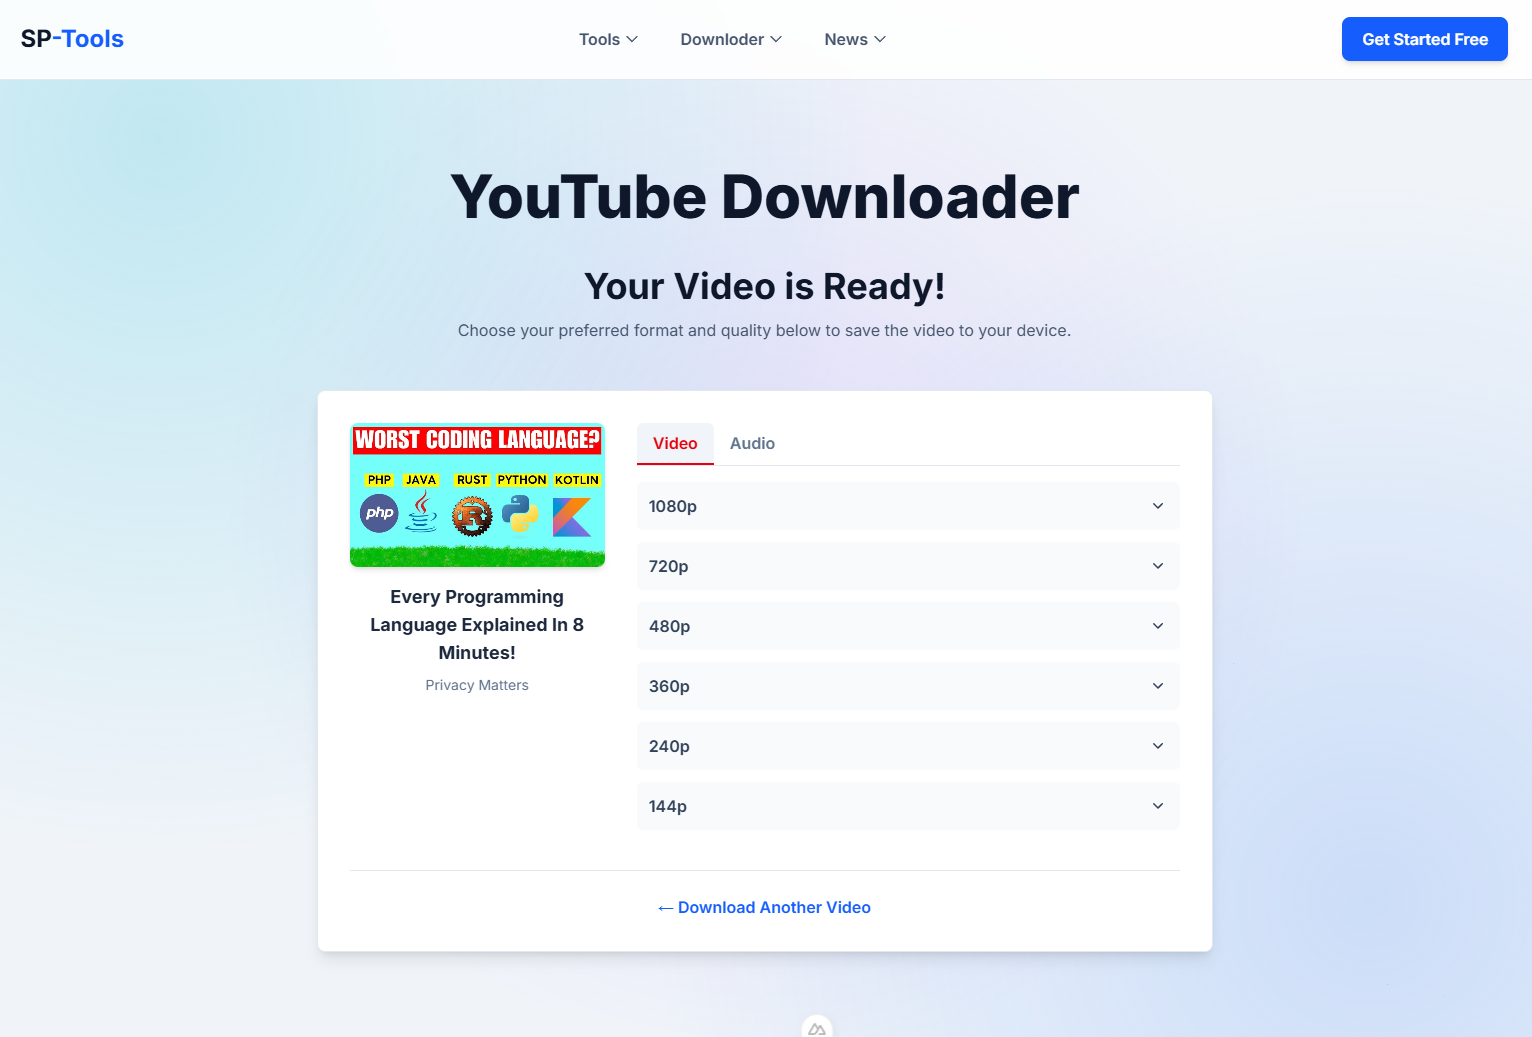 SP-Tools
Tools
Downloder
News
Get Started Free
YouTube Downloader
Your Video is Ready!
Choose your preferred format and quality below to save the video to your device.
WORST CODING LANGUAGE?
PHP JAVA RUST PYTHON KOTLIN
php
R
Every Programming
Language Explained In 8
Minutes!
Privacy Matters
Video
Audio
1080p
720p
480p
360p
240p
144p
← Download Another Video